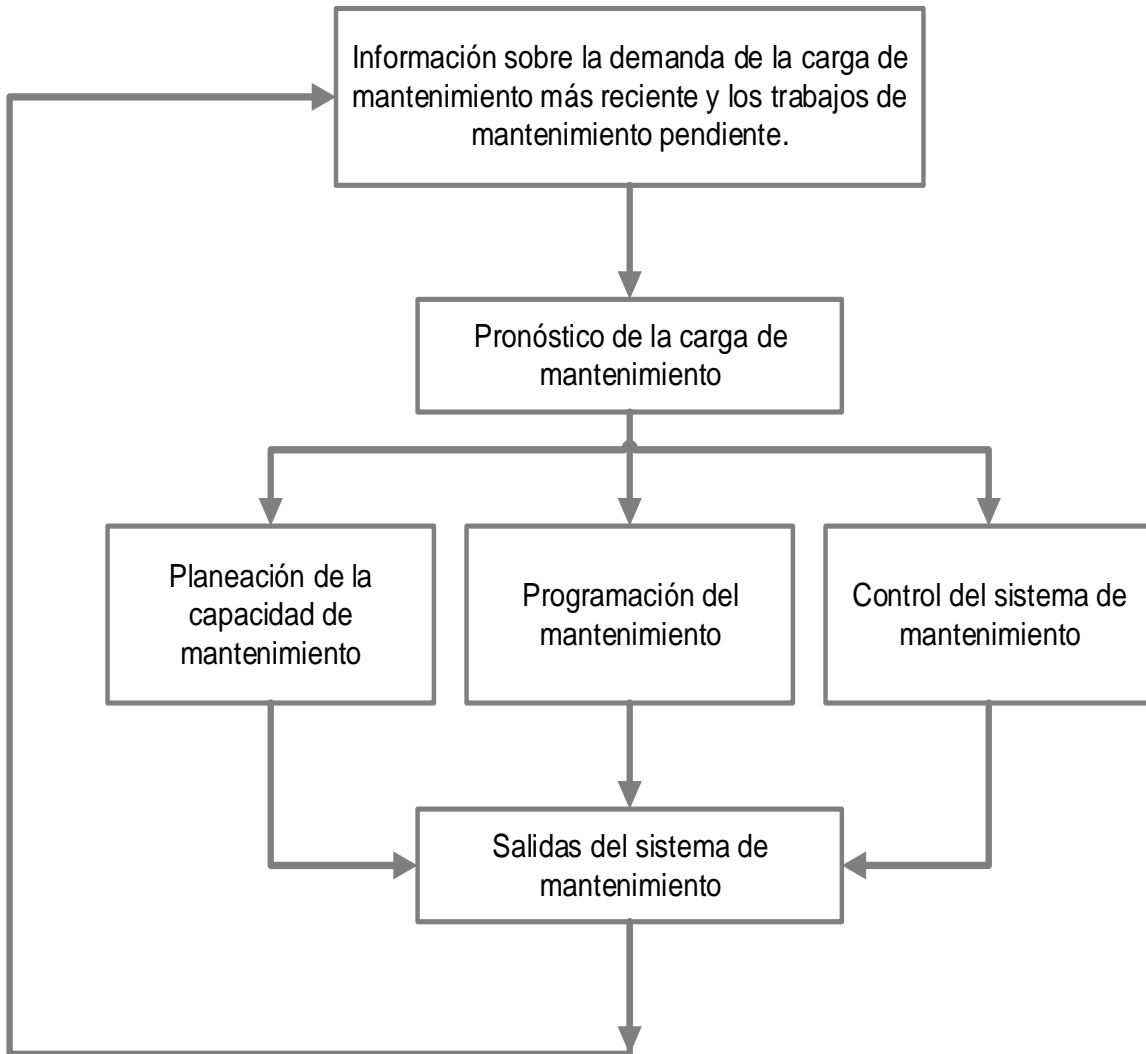 Información sobre la demanda de la carga de
mantenimiento más reciente y los trabajos de
mantenimiento pendiente.
Pronóstico de la carga de
mantenimiento
Planeación de la
capacidad de
mantenimiento
Programación del
mantenimiento
Control del sistema de
mantenimiento
Salidas del sistema de
mantenimiento